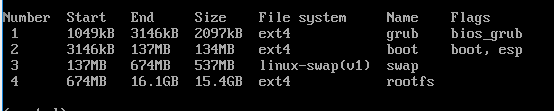 Number  Start   End     Size    File system     Name    Flags
 1      1049kB  3146kB  2097kB  ext4            grub    bios_grub
 2      3146kB  137MB   134MB   ext4            boot    boot, esp
 3      137MB   674MB   537MB   linux-swap(v1)  swap
 4      674MB   16.1GB  15.4GB  ext4            rootfs